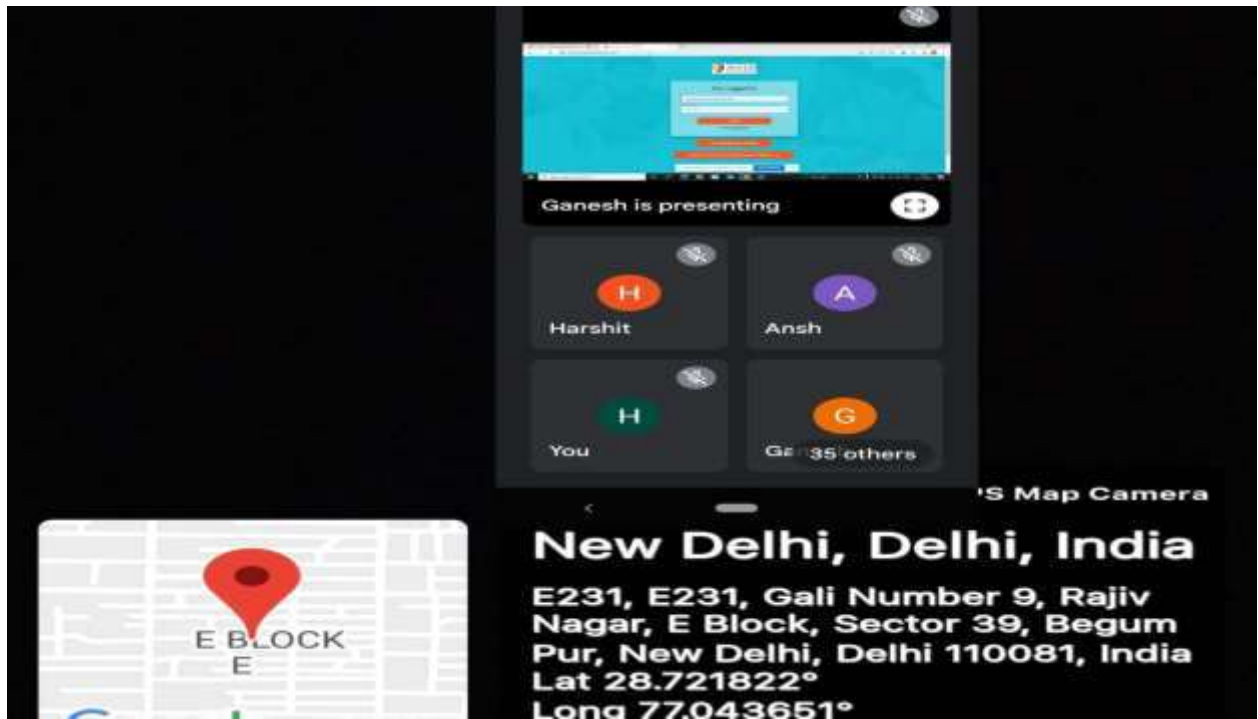 Ganesh is presenting
H
Harshit
A
Ansh
H
You
G
35 others
PS Map Camera
E BLOCK
E
New Delhi, Delhi, India
E231, E231, Gali Number 9, Rajiv
Nagar, E Block, Sector 39, Begum
Pur, New Delhi, Delhi 110081, India
Lat 28.721822°
Long 77.043651°